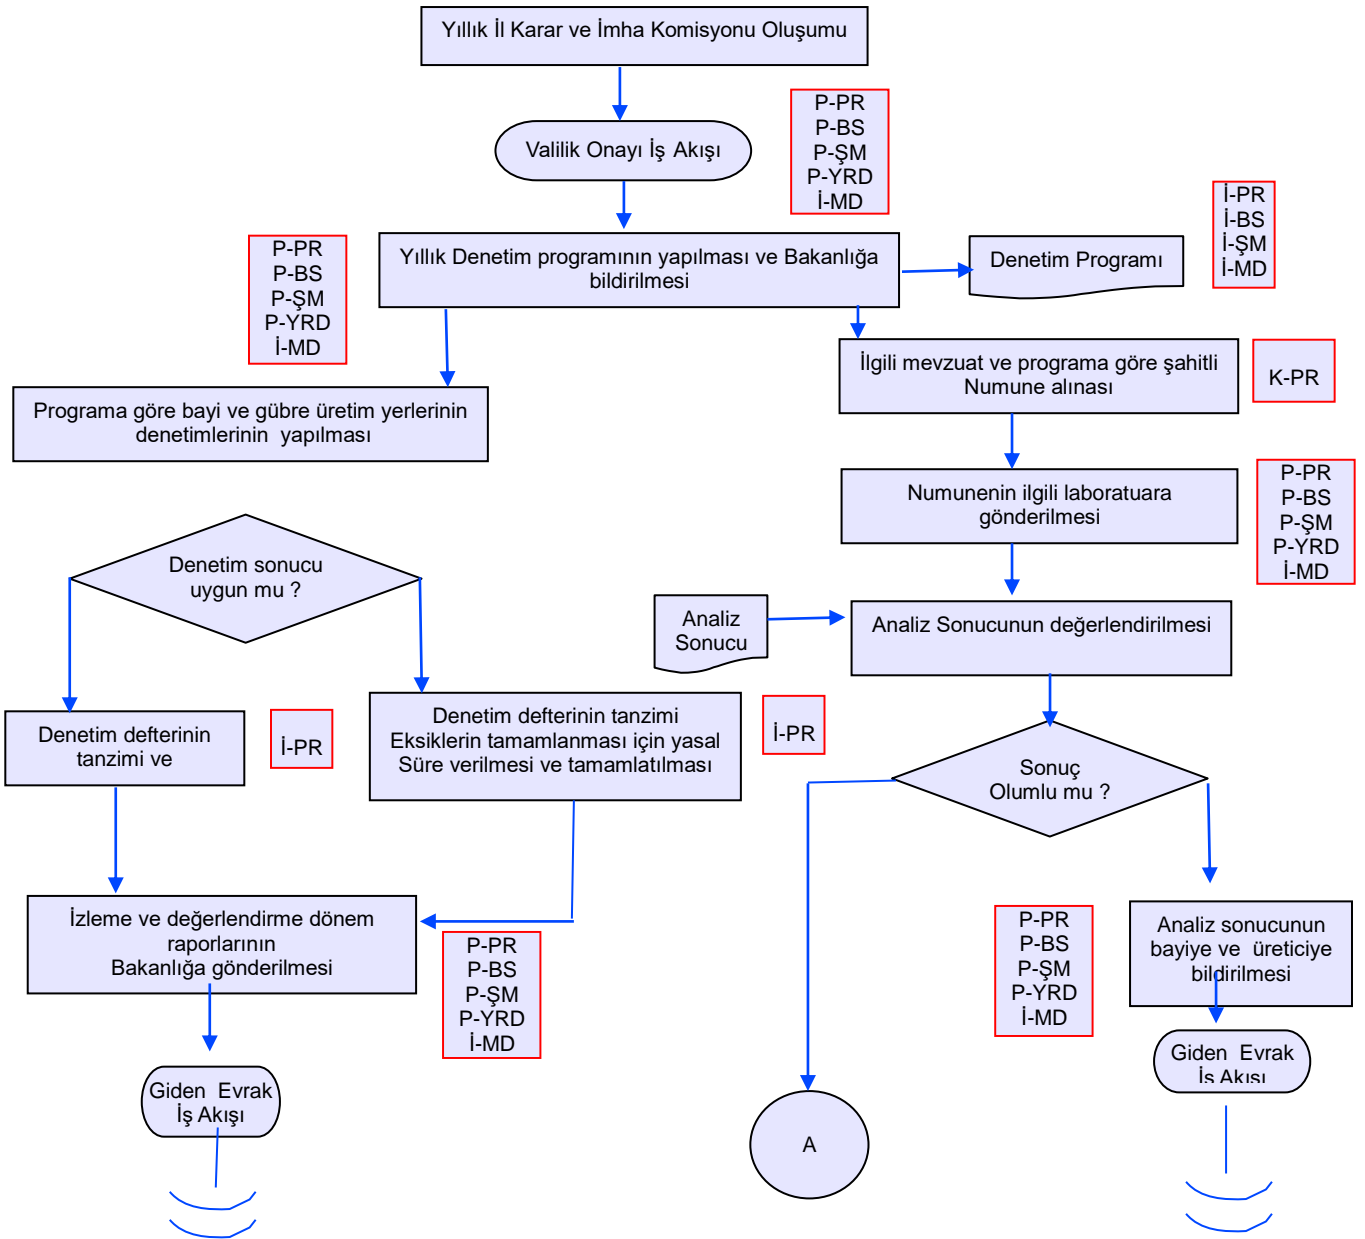 Yıllık İl Karar ve İmha Komisyonu Oluşumu
Valilik Onayı İş Akışı
P-PR
P-BS
P-ŞM
P-YRD
İ-MD
Yıllık Denetim programının yapılması ve Bakanlığa
bildirilmesi
Denetim Programı
İ-PR
İ-BS
İ-ŞM
İ-MD
P-PR
P-BS
P-ŞM
P-YRD
İ-MD
Programa göre bayi ve gübre üretim yerlerinin
denetimlerinin yapılması
İlgili mevzuat ve programa göre şahitli
Numune alınası
K-PR
Numunenin ilgili laboratuara
gönderilmesi
P-PR
P-BS
P-ŞM
P-YRD
İ-MD
Denetim sonucu
uygun mu ?
Analiz
Sonucu
Analiz Sonucunun değerlendirilmesi
Denetim defterinin
tanzimi ve
İ-PR
Denetim defterinin tanzimi
Eksiklerin tamamlanması için yasal
Süre verilmesi ve tamamlatılması
İ-PR
Sonuç
Olumlu mu ?
İzleme ve değerlendirme dönem
raporlarının
Bakanlığa gönderilmesi
P-PR
P-BS
P-ŞM
P-YRD
İ-MD
P-PR
P-BS
P-ŞM
P-YRD
İ-MD
Analiz sonucunun
bayiye ve üreticiye
bildirilmesi
Giden Evrak
İş Akışı
A
Giden Evrak
İş Akışı